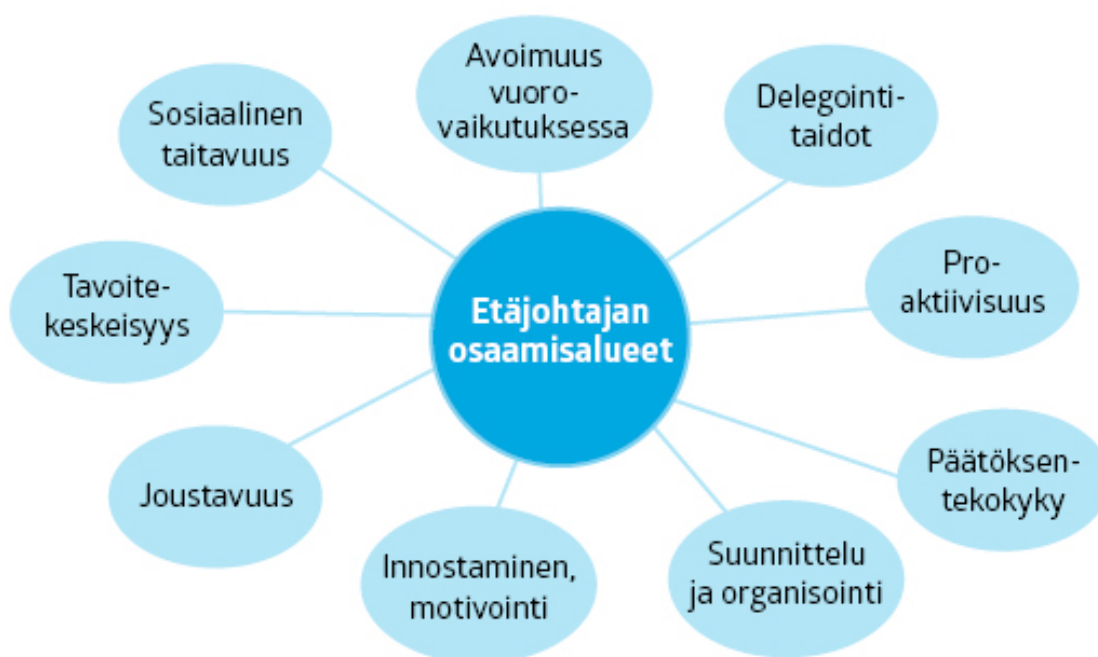 Avoimuus
vuoro-
vaikutuksessa
Delegointi-
taidot
Pro-
aktiivisuus
Päätöksen-
tekokyky
Suunnittelu
ja organisointi
Innostaminen,
motivointi
Joustavuus
Tavoite-
keskeisyys
Sosiaalinen
taitavuus
Etäjohtajan
osaamisalueet